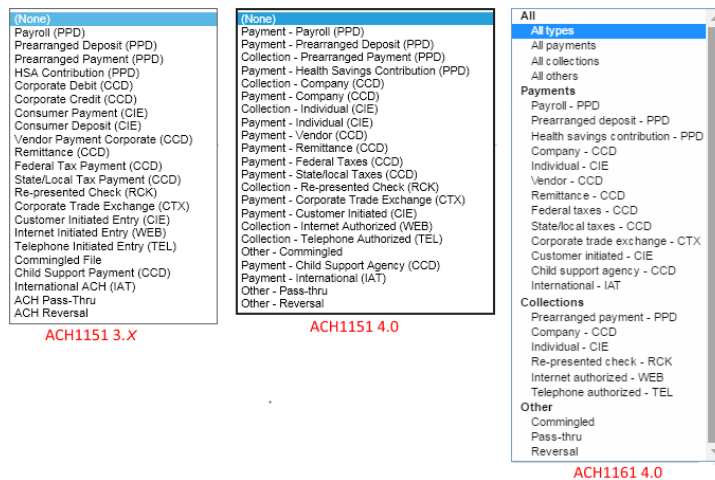 (None)
Payroll (PPD)
Prearranged Deposit (PPD)
Prearranged Payment (PPD)
HSA Contribution (PPD)
Corporate Debit (CCD)
Corporate Credit (CCD)
Consumer Payment (CIE)
Consumer Deposit (CIE)
Vendor Payment Corporate (CCD)
Remittance (CCD)
Federal Tax Payment (CCD)
State/Local Tax Payment (CCD)
Re-presented Check (RCK)
Corporate Trade Exchange (CTX)
Customer Initiated Entry (CIE)
Internet Initiated Entry (WEB)
Telephone Initiated Entry (TEL)
Commingled File
Child Support Payment (CCD)
International ACH (IAT)
ACH Pass-Thru
ACH Reversal
ACH1151 3.X
(None)
Payment - Payroll (PPD)
Payment - Prearranged Deposit (PPD)
Collection - Prearranged Payment (PPD)
Payment - Health Savings Contribution (PPD)
Collection - Company (CCD)
Payment - Company (CCD)
Collection - Individual (CIE)
Payment - Individual (CIE)
Payment - Vendor (CCD)
Payment - Remittance (CCD)
Payment - Federal Taxes (CCD)
Payment - State/local Taxes (CCD)
Collection - Re-presented Check (RCK)
Payment - Corporate Trade Exchange (CTX)
Payment - Customer Initiated (CIE)
Collection - Internet Authorized (WEB)
Collection - Telephone Authorized (TEL)
Other - Commingled
Payment - Child Support Agency (CCD)
Payment - International (IAT)
Other - Pass-thru
Other - Reversal
ACH1151 4.0
All
All types
All payments
All collections
All others
Payments
Payroll - PPD
Prearranged deposit - PPD
Health savings contribution - PPD
Company - CCD
Individual - CIE
Vendor - CCD
Remittance - CCD
Federal taxes - CCD
State/local taxes - CCD
Corporate trade exchange - CTX
Customer initiated - CIE
Child support agency - CCD
International - IAT
Collections
Prearranged payment - PPD
Company - CCD
Individual - CIE
Re-presented check - RCK
Internet authorized - WEB
Telephone authorized - TEL
Other
Commingled
Pass-thru
Reversal
ACH1161 4.0